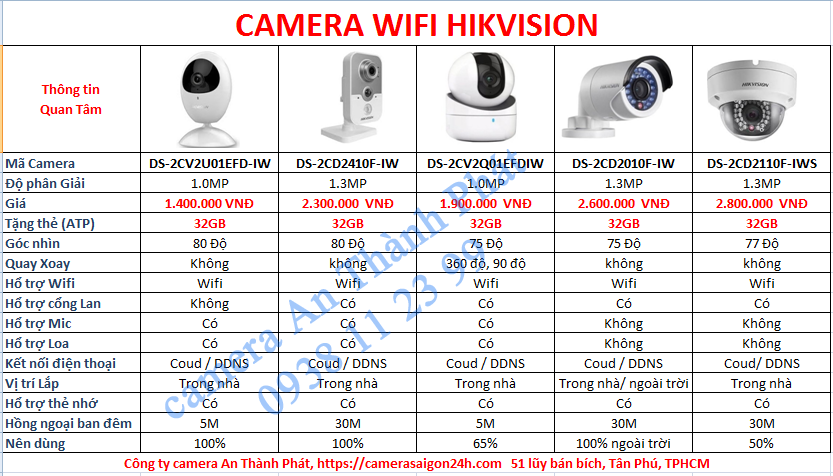 CAMERA WIFI HIKVISION
Thông tin
Quan Tâm
HIKVISION
Mã Camera DS-2CV2U01EFD-IW DS-2CD2410F-IW DS-2CV2Q01EFDIW DS-2CD2010F-IW DS-2CD2110F-IWS
Độ phân Giải 1.0MP 1.3MP 1.0MP 1.3MP 1.3MP
Giá 1.400.000 VNĐ 2.300.000 VNĐ 1.900.000 VNĐ 2.600.000 VNĐ 2.800.000 VNĐ
Tặng thẻ (ATP) 32GB 32GB 32GB 32GB 32GB
Góc nhìn 80 Độ 80 Độ 75 Độ 75 Độ 77 Độ
Quay Xoay Không không 360 độ, 90 độ không không
Hổ trợ Wifi Wifi Wifi Wifi Wifi Wifi
Hổ trợ cổng Lan Không Có Có Có Có
Hổ trợ Mic Có Có Có Không Không
Hổ trợ Loa Có Có Có Không Không
Kết nối điện thoại Coud / DDNS Coud / DDNS Coud / DDNS Coud / DDNS Coud/ DDNS
Vị trí Lắp Trong nhà Trong nhà Trong nhà Trong nhà/ ngoài trời Trong nhà
Hổ trợ thẻ nhớ Có Có Có Có Có
Hồng ngoại ban đêm 5M 30M 5M 30M 30M
Nên dùng 100% 100% 65% 100% ngoài trời 50%
camera An Thành Phát
0938 11 23 99
Công ty camera An Thành Phát, https://camerasaigon24h.com 51 lũy bán bích, Tân Phú, TPHCM